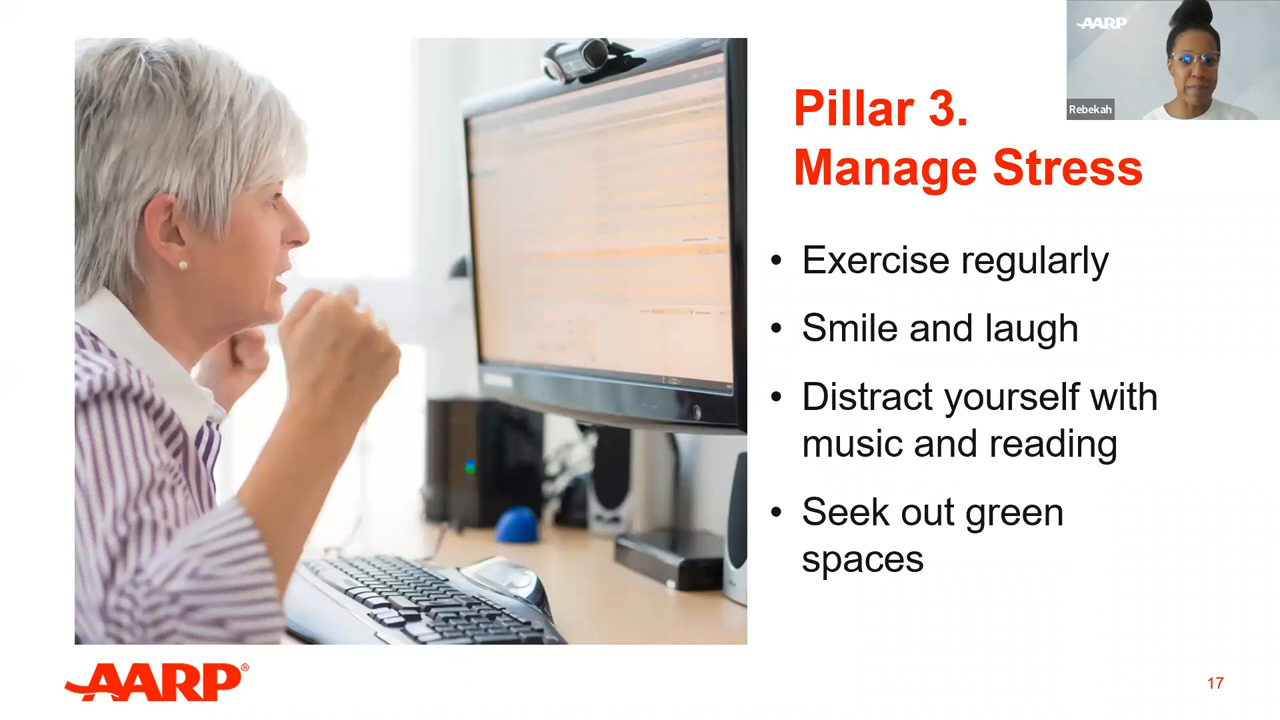 AARP
Rebekah
Pillar 3.
Manage Stress
• Exercise regularly
• Smile and laugh
• Distract yourself with
music and reading
• Seek out green
spaces
AARP®
17